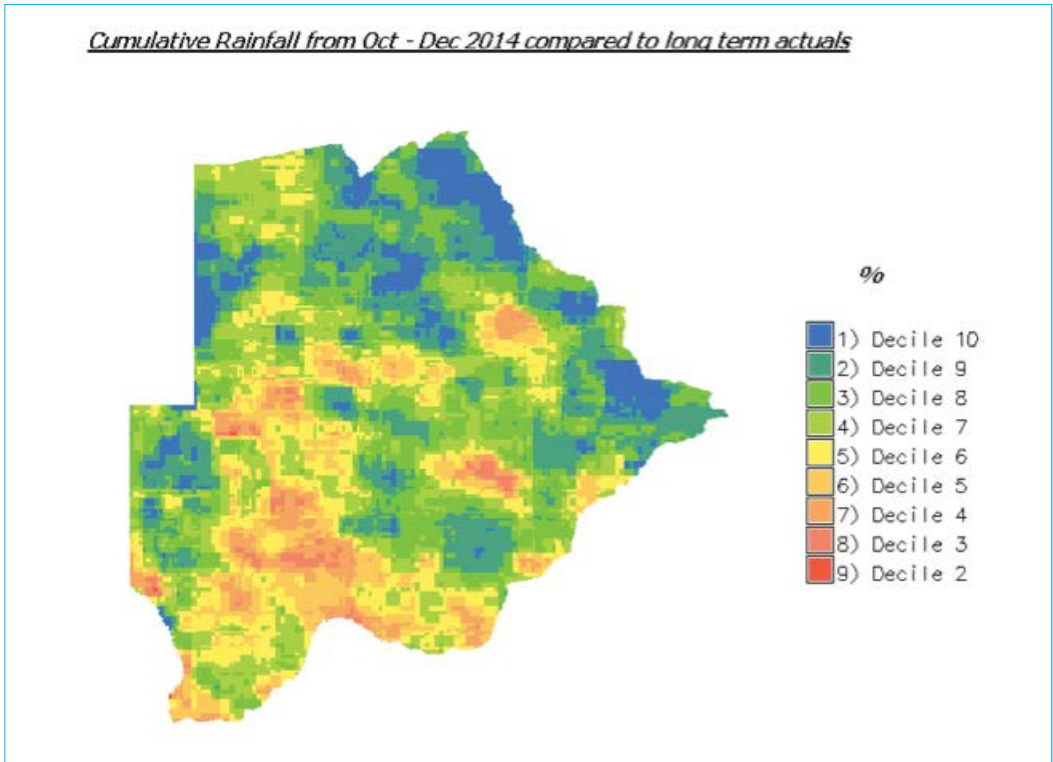 Cumulative Rainfall from Oct - Dec 2014 compared to long term actuals
%
1) Decile 10
2) Decile 9
3) Decile 8
4) Decile 7
5) Decile 6
6) Decile 5
7) Decile 4
8) Decile 3
9) Decile 2